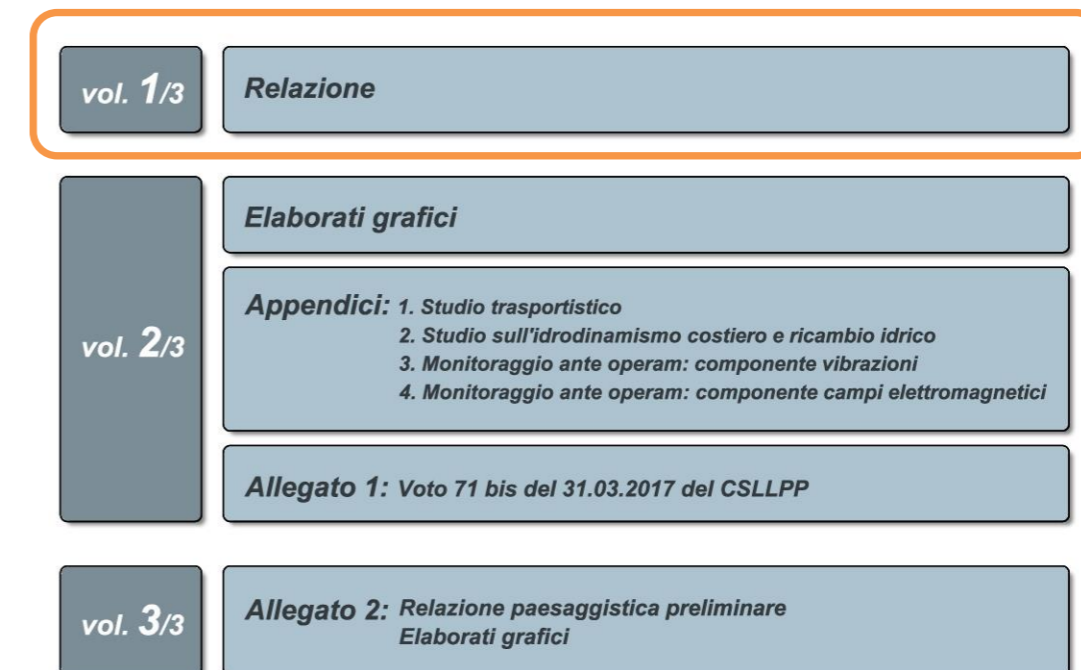 vol. 1/3
Relazione
vol. 2/3
Elaborati grafici
Appendici: 1. Studio trasportistico
2. Studio sull'idrodinamismo costiero e ricambio idrico
3. Monitoraggio ante operam: componente vibrazioni
4. Monitoraggio ante operam: componente campi elettromagnetici
Allegato 1: Voto 71 bis del 31.03.2017 del CSLLPP
vol. 3/3
Allegato 2: Relazione paesaggistica preliminare
Elaborati grafici